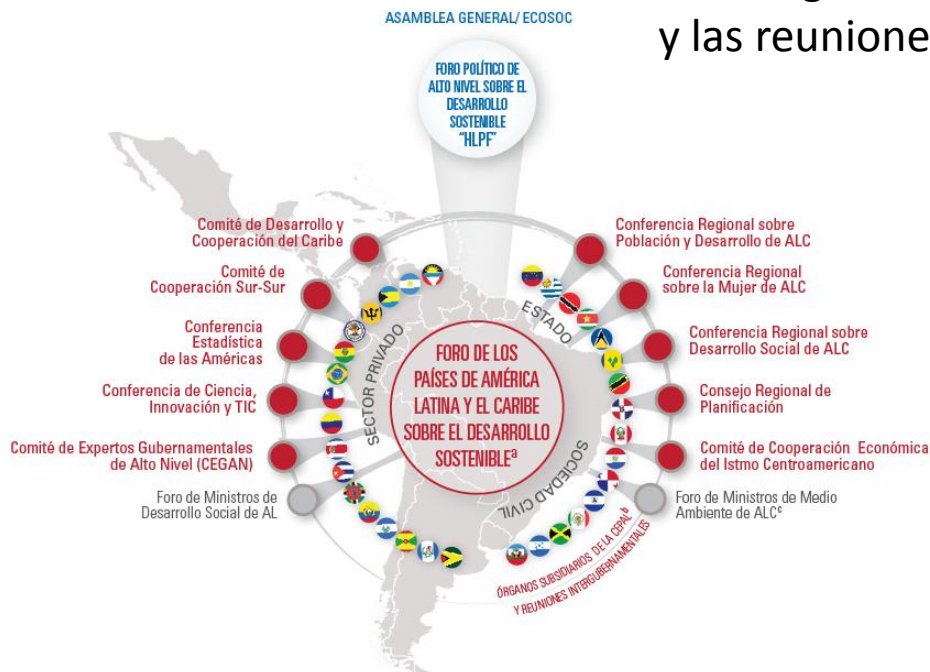 y las reunione
ASAMBLEA GENERAL/ ECOSOC
FORO POLÍTICO DE
ALTO NIVEL SOBRE EL
DESARROLLO
SOSTENIBLE
"HLPF"
Comité de Desarrollo y
Cooperación del Caribe
Comité de
Cooperación Sur-Sur
Conferencia
Estadística
de las Américas
Conferencia de Ciencia,
Innovación y TIC
Comité de Expertos Gubernamentales
de Alto Nivel (CEGAN)
Foro de Ministros de
Desarrollo Social de AL
SECTOR PRIVADO
ESTADO
SOCIEDAD CIVIL
FORO DE LOS
PAÍSES DE AMÉRICA
LATINA Y EL CARIBE
SOBRE EL DESARROLLO
SOSTENIBLEª
Conferencia Regional sobre
Población y Desarrollo de ALC
Conferencia Regional
sobre la Mujer de ALC
Conferencia Regional sobre
Desarrollo Social de ALC
Consejo Regional de
Planificación
Comité de Cooperación Económica
del Istmo Centroamericano
Foro de Ministros de Medio
Ambiente de ALCᶜ
ÓRGANOS SUBSIDIARIOS DE LA CEPALᵇ
Y REUNIONES INTERGUBERNAMENTALES